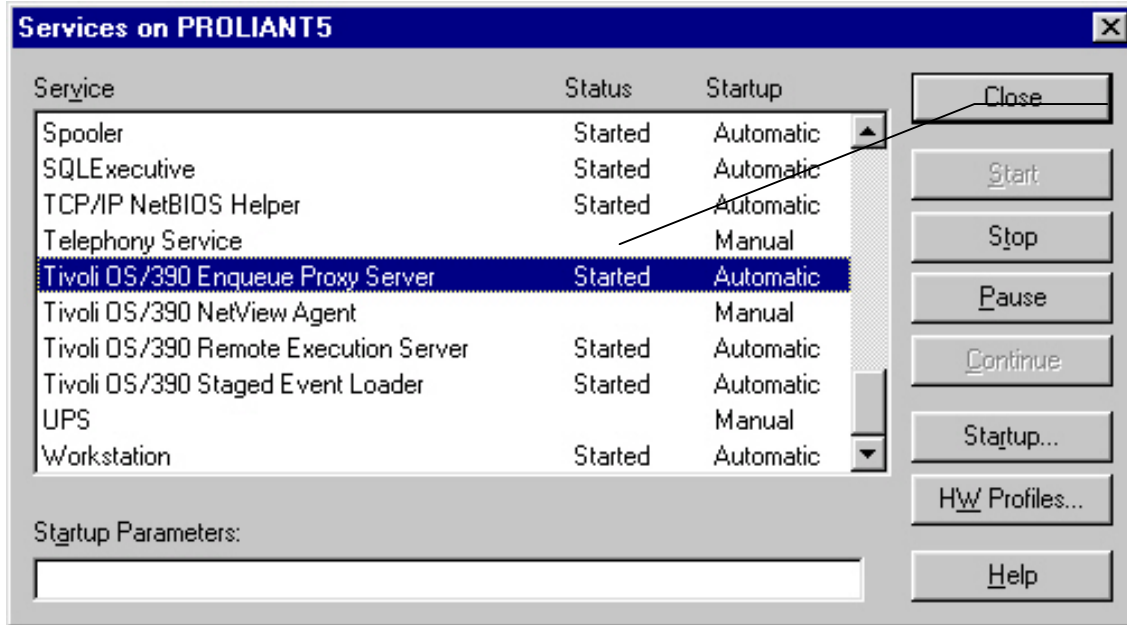 Services on PROLIANT5
Service Status Startup
Spooler Started Automatic
SQLExecutive Started Automatic
TCP/IP NetBIOS Helper Started Automatic
Telephony Service Manual
Tivoli OS/390 Enqueue Proxy Server Started Automatic
Tivoli OS/390 NetView Agent Manual
Tivoli OS/390 Remote Execution Server Started Automatic
Tivoli OS/390 Staged Event Loader Started Automatic
UPS Manual
Workstation Started Automatic
Startup Parameters:
Close
Start
Stop
Pause
Continue
Startup...
HW Profiles...
Help